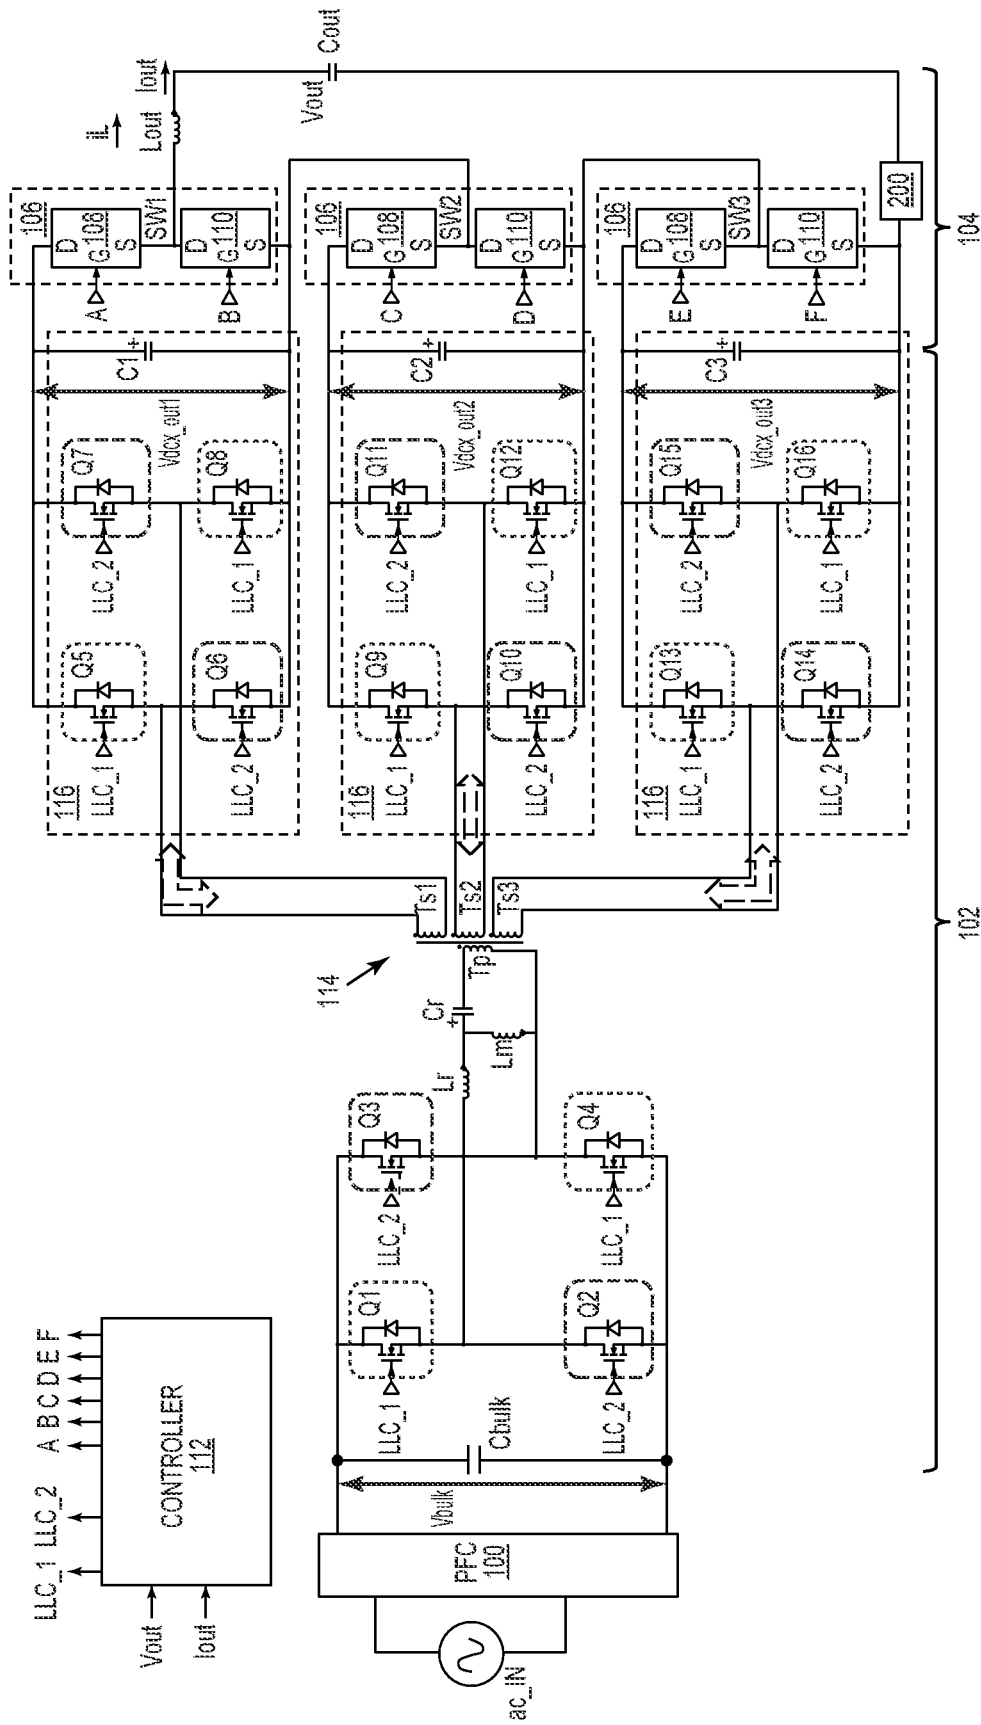 LLC_1 LLC_2 A B C D E F
CONTROLLER
112
Vout
Iout
ac_IN
PFC
100
Vbulk
Cbulk
LLC_1
Q1
LLC_2
Q3
LLC_2
Q2
LLC_1
Q4
Lr
Lm
Cr
114
Tp
Ts1
Ts2
Ts3
116
LLC_1
Q5
LLC_2
Q7
LLC_2
Q6
LLC_1
Q8
Vdcx_out1
C1
+
A
B
106
D
G
108
S
SW1
D
G
110
S
iL
Lout
Iout
Vout
Cout
116
LLC_1
Q9
LLC_2
Q11
LLC_2
Q10
LLC_1
Q12
Vdcx_out2
C2
+
C
D
106
D
G
108
S
SW2
D
G
110
S
116
LLC_1
Q13
LLC_2
Q15
LLC_2
Q14
LLC_1
Q16
Vdcx_out3
C3
+
E
F
106
D
G
108
S
SW3
D
G
110
S
200
102
104